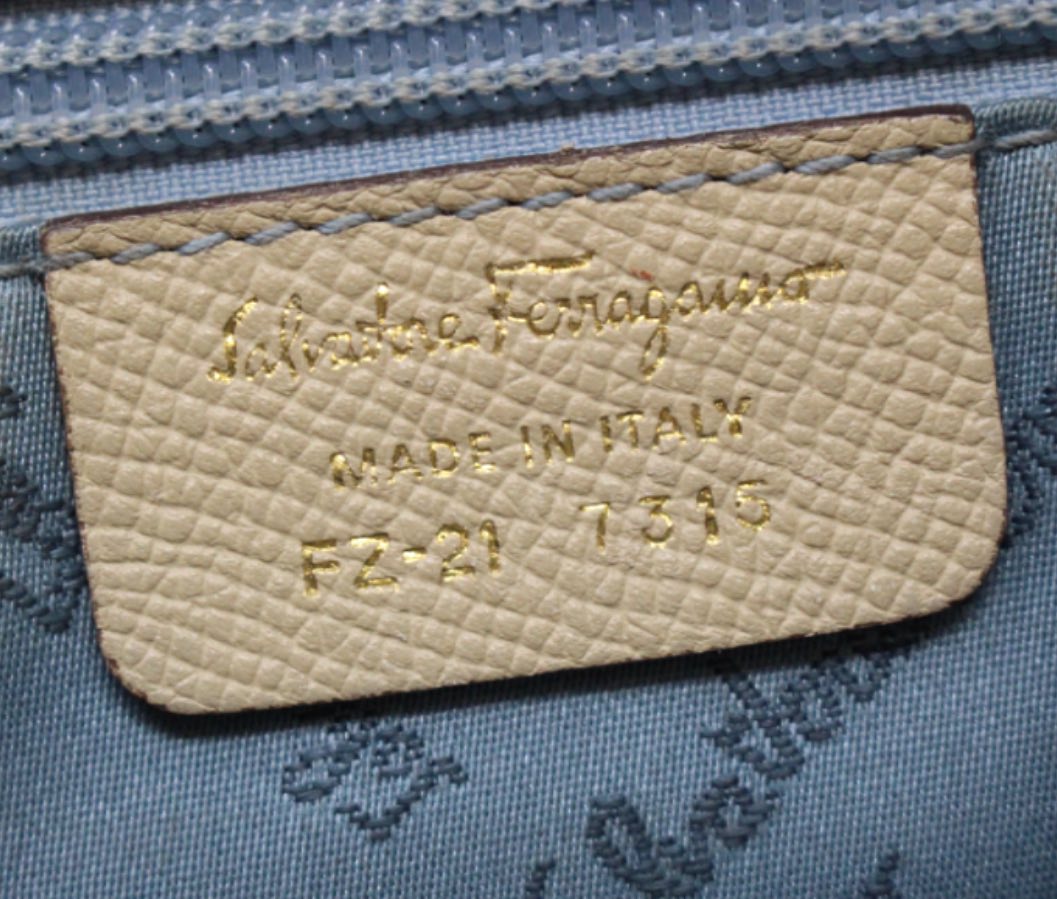 Salvatore Ferragamo
MADE IN ITALY
FZ-21 7315